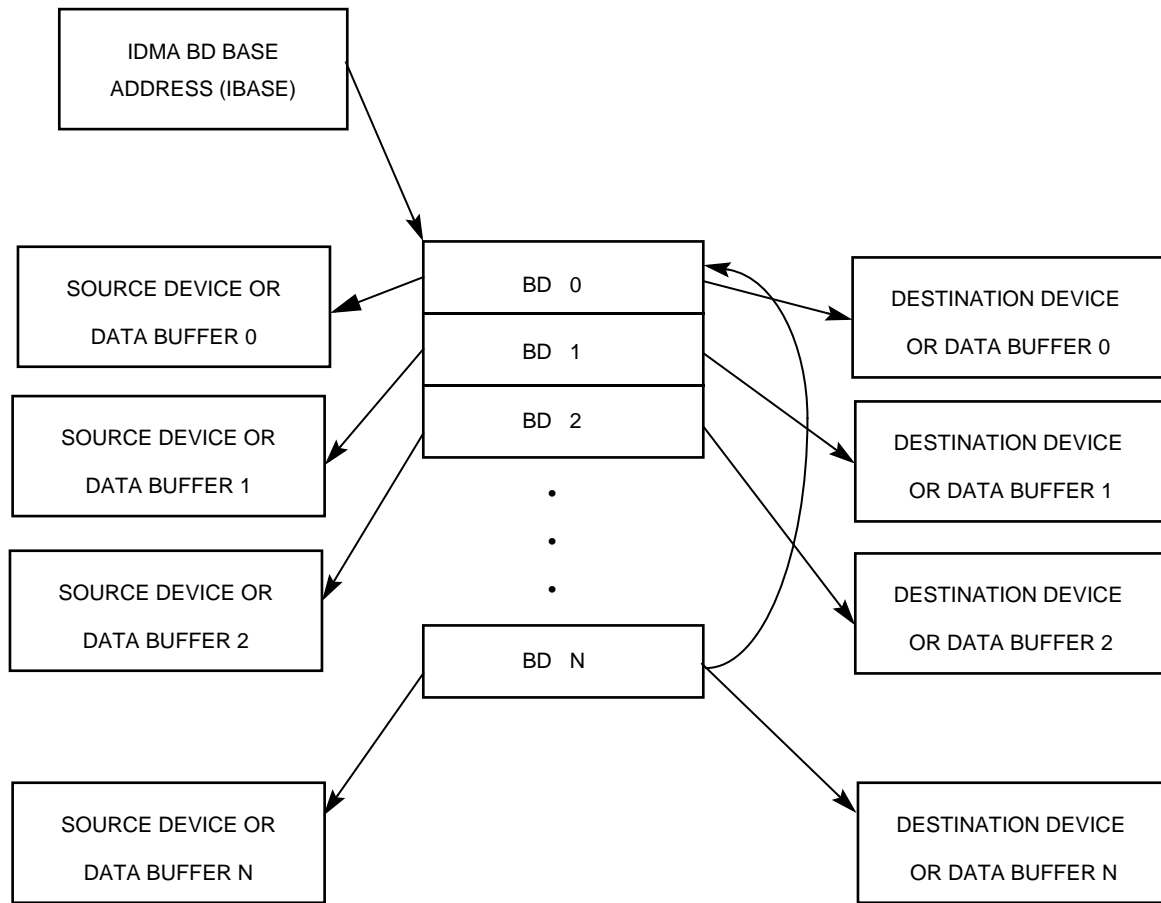 IDMA BD BASE
ADDRESS (IBASE)
SOURCE DEVICE OR
DATA BUFFER 0
BD 0
DESTINATION DEVICE
OR DATA BUFFER 0
SOURCE DEVICE OR
DATA BUFFER 1
BD 1
DESTINATION DEVICE
OR DATA BUFFER 1
BD 2
SOURCE DEVICE OR
DATA BUFFER 2
DESTINATION DEVICE
OR DATA BUFFER 2
BD N
SOURCE DEVICE OR
DATA BUFFER N
DESTINATION DEVICE
OR DATA BUFFER N